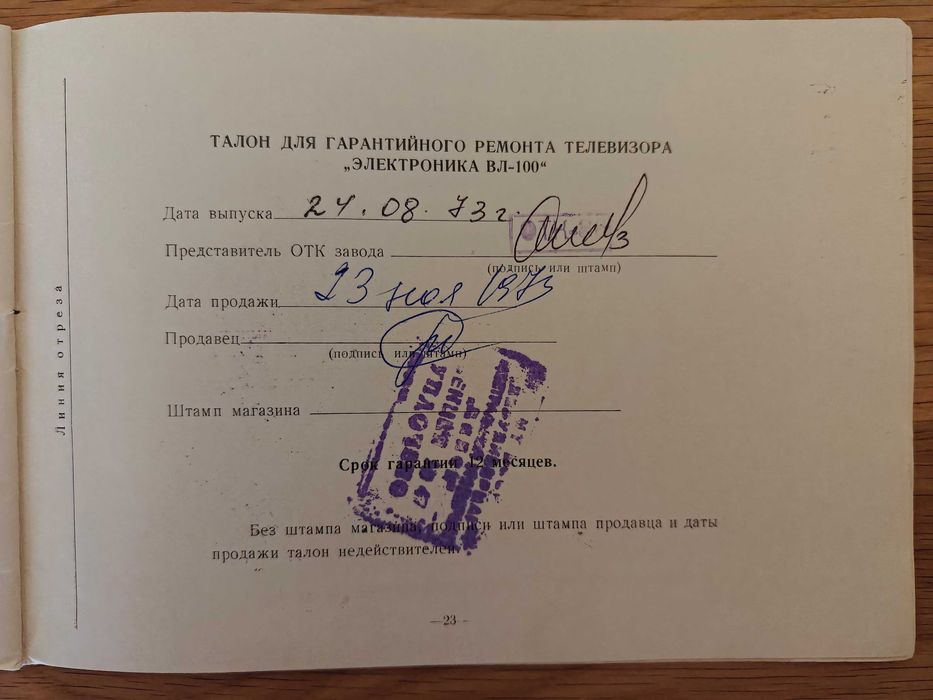 ТАЛОН ДЛЯ ГАРАНТИЙНОГО РЕМОНТА ТЕЛЕВИЗОРА
„ЭЛЕКТРОНИКА ВЛ-100“
Дата выпуска 24.08.73г.
Представитель ОТК завода
(подпись или штамп)
Дата продажи 23 ноя 1973
Продавец
(подпись или штамп)
Штамп магазина
УПЛОЧЕНО
Срок гарантии 12 месяцев.
Без штампа магазина, подписи или штампа продавца и даты
продажи талон недействителен.
—23-
Линия отреза